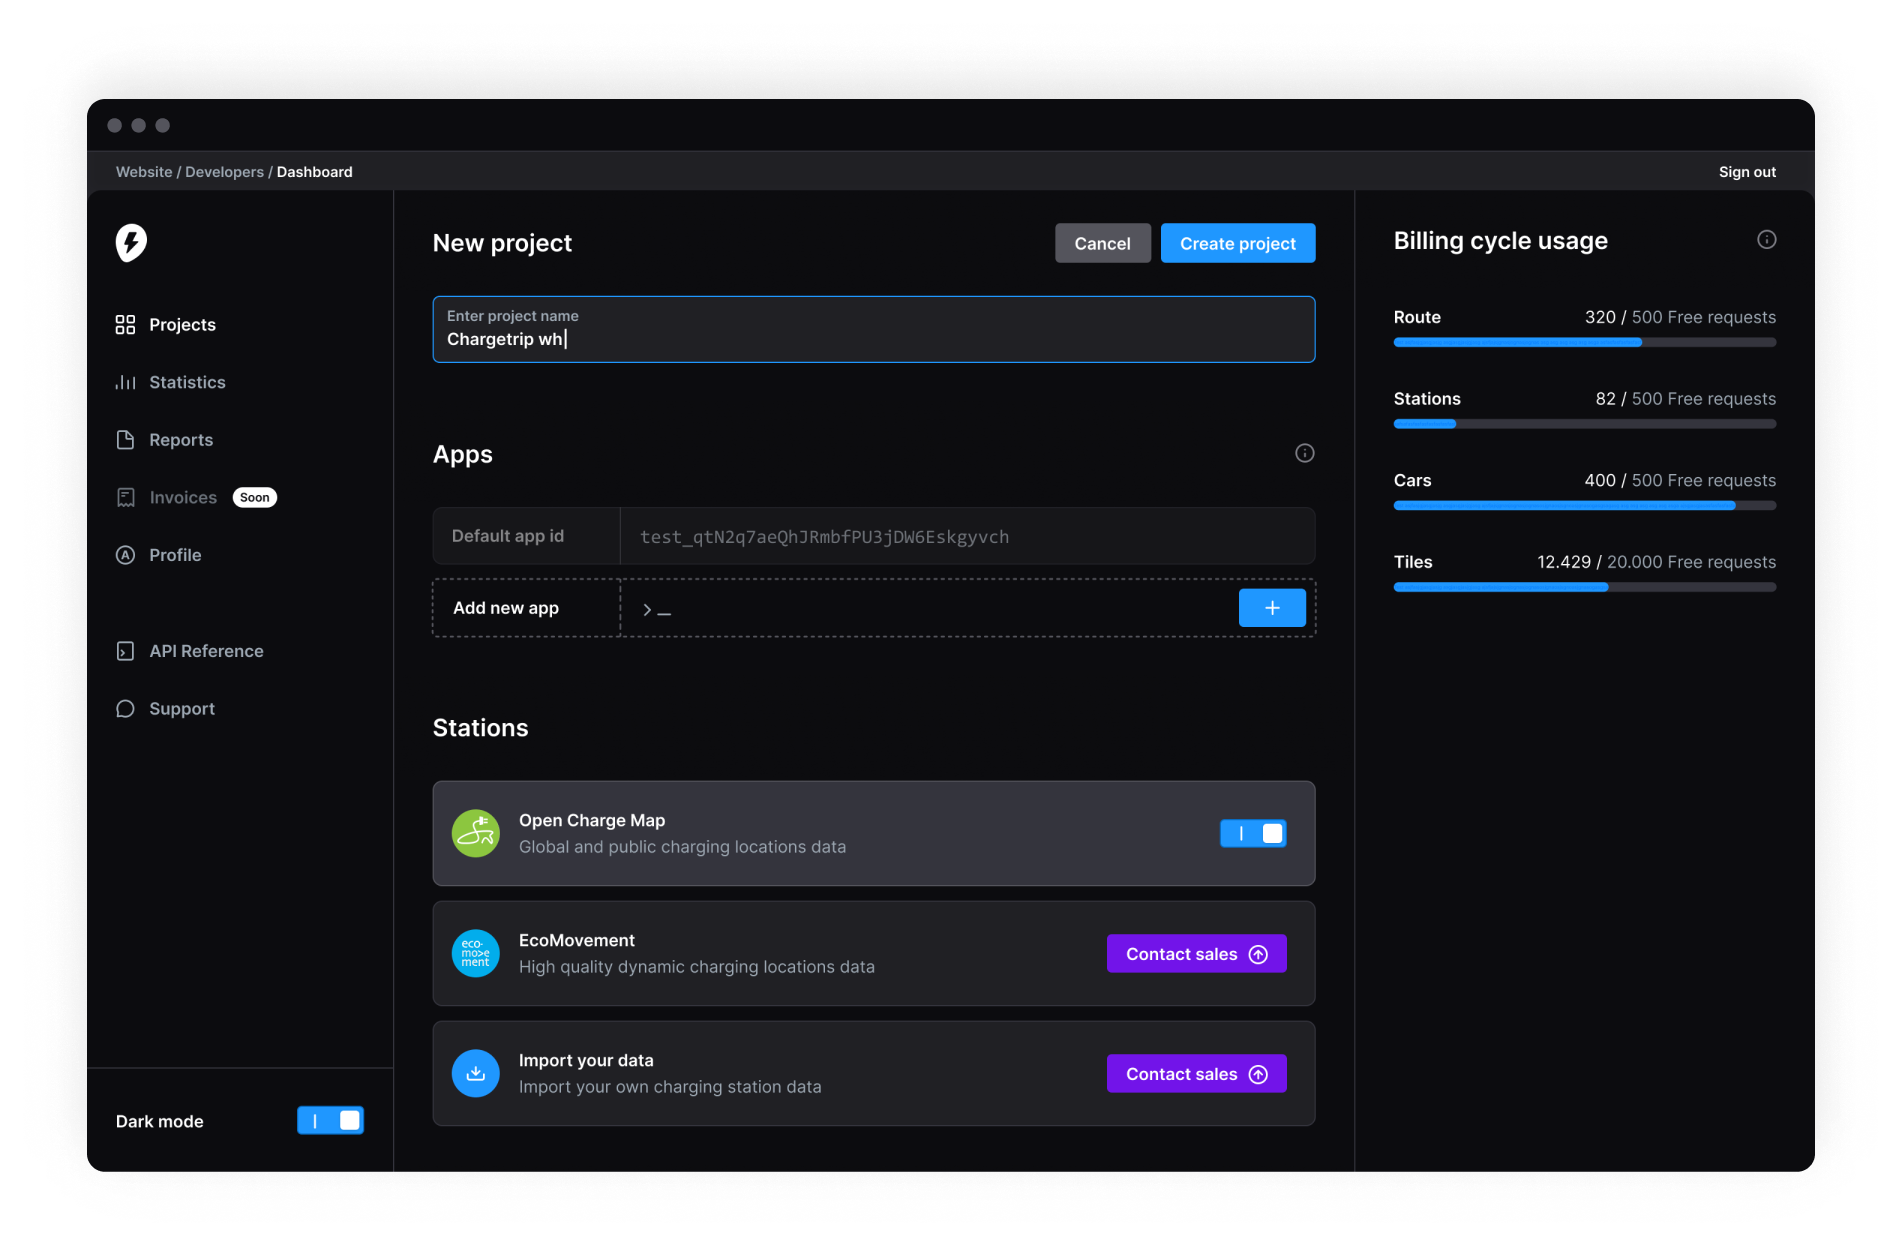 Website / Developers / Dashboard
Sign out
Projects
Statistics
Reports
Invoices Soon
Profile
API Reference
Support
Dark mode
New project
Cancel
Create project
Enter project name
Chargetrip wh
Apps
Default app id
test_qtN2q7aeQhJRmbfPU3jDW6Eskgyvch
Add new app
>_
+
Stations
Open Charge Map
Global and public charging locations data
eco-
mo>e
ment
EcoMovement
High quality dynamic charging locations data
Contact sales
Import your data
Import your own charging station data
Contact sales
Billing cycle usage
Route
320 / 500 Free requests
Stations
82 / 500 Free requests
Cars
400 / 500 Free requests
Tiles
12.429 / 20.000 Free requests